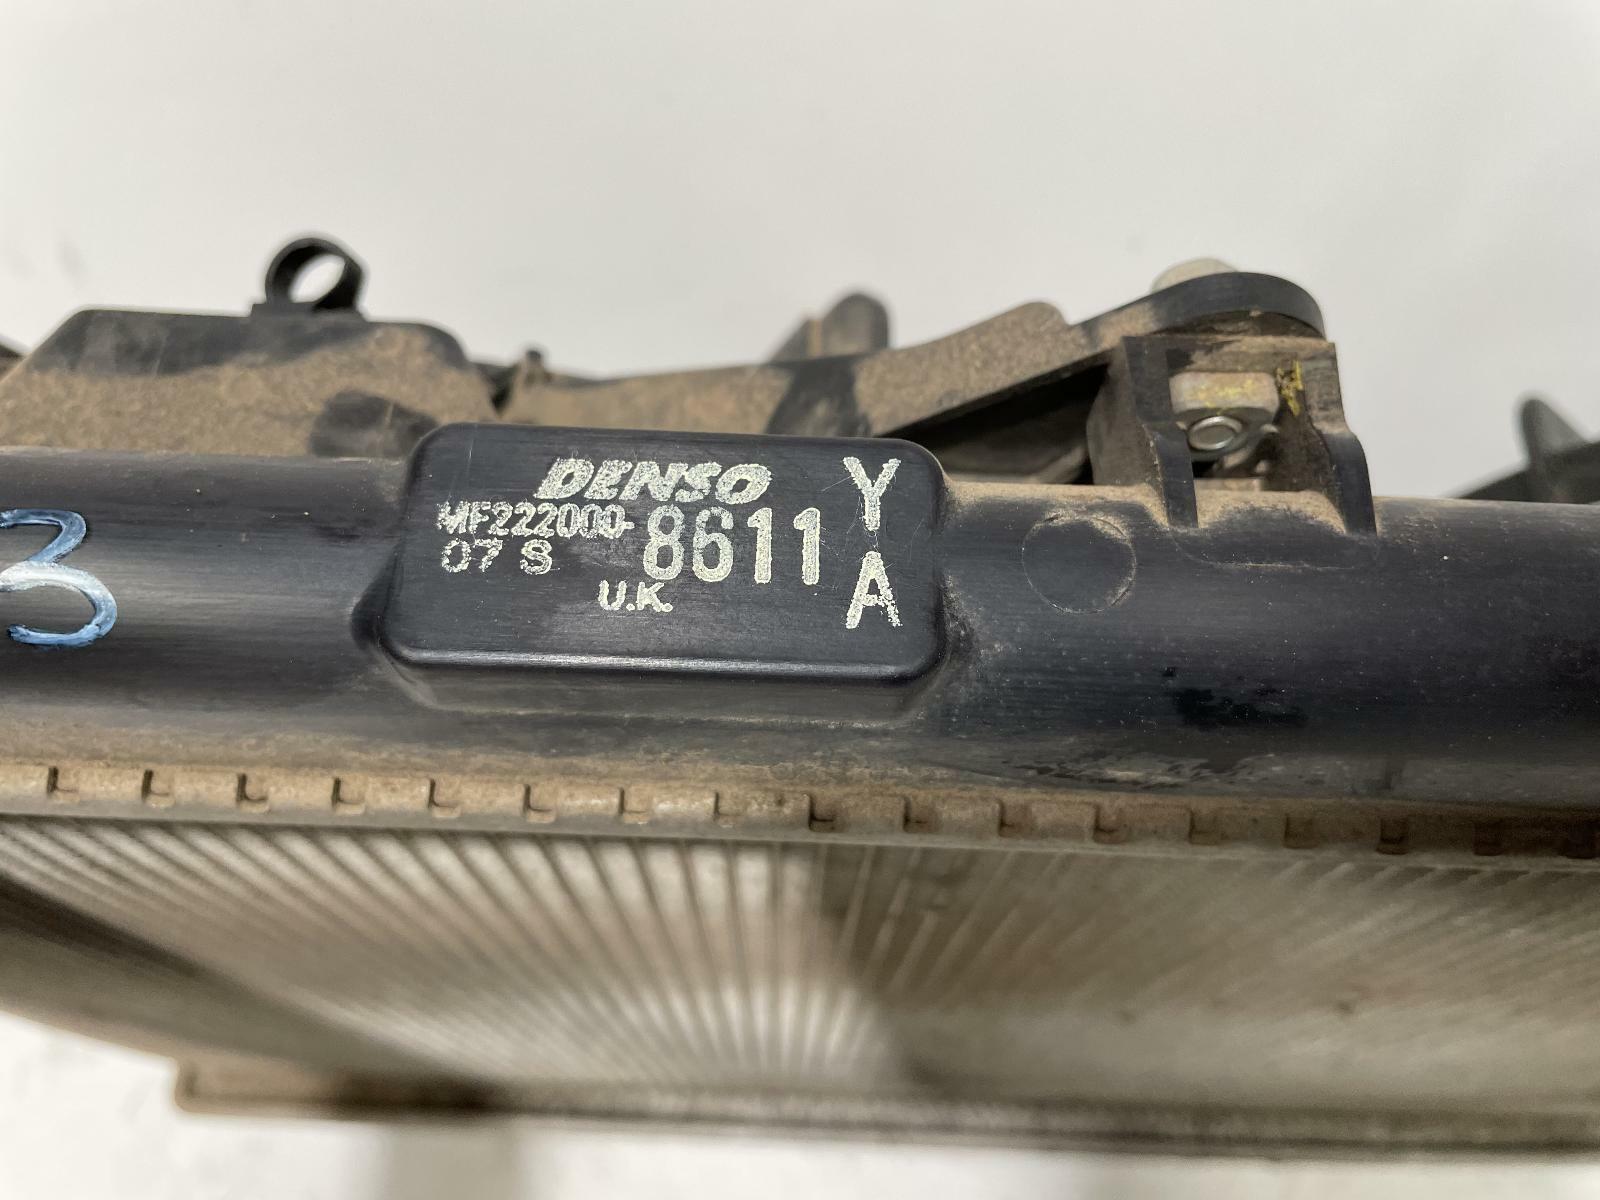 3
DENSO
MF222000-8611
07 S
U.K.
Y
A